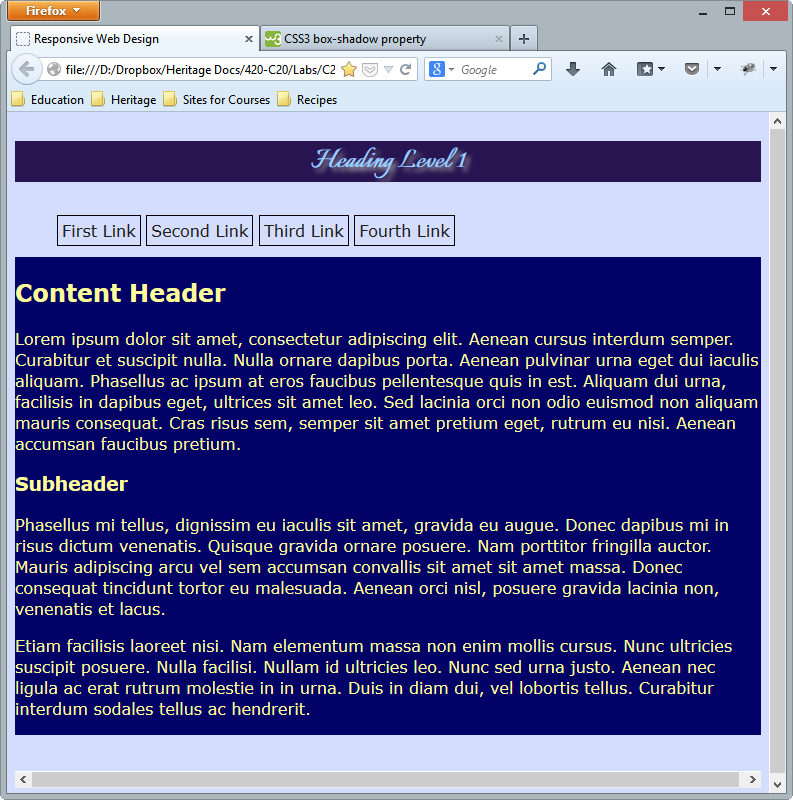 Firefox
Responsive Web Design
CSS3 box-shadow property
file:///D:/Dropbox/Heritage Docs/420-C20/Labs/C2
Google
Education
Heritage
Sites for Courses
Recipes
Heading Level 1
First Link
Second Link
Third Link
Fourth Link
Content Header
Lorem ipsum dolor sit amet, consectetur adipiscing elit. Aenean cursus interdum semper.
Curabitur et suscipit nulla. Nulla ornare dapibus porta. Aenean pulvinar urna eget dui iaculis
aliquam. Phasellus ac ipsum at eros faucibus pellentesque quis in est. Aliquam dui urna,
facilisis in dapibus eget, ultrices sit amet leo. Sed lacinia orci non odio euismod non aliquam
mauris consequat. Cras risus sem, semper sit amet pretium eget, rutrum eu nisi. Aenean
accumsan faucibus pretium.
Subheader
Phasellus mi tellus, dignissim eu iaculis sit amet, gravida eu augue. Donec dapibus mi in
risus dictum venenatis. Quisque gravida ornare posuere. Nam porttitor fringilla auctor.
Mauris adipiscing arcu vel sem accumsan convallis sit amet sit amet massa. Donec
consequat tincidunt tortor eu malesuada. Aenean orci nisl, posuere gravida lacinia non,
venenatis et lacus.
Etiam facilisis laoreet nisi. Nam elementum massa non enim mollis cursus. Nunc ultricies
suscipit posuere. Nulla facilisi. Nullam id ultricies leo. Nunc sed urna justo. Aenean nec
ligula ac erat rutrum molestie in in urna. Duis in diam dui, vel lobortis tellus. Curabitur
interdum sodales tellus ac hendrerit.